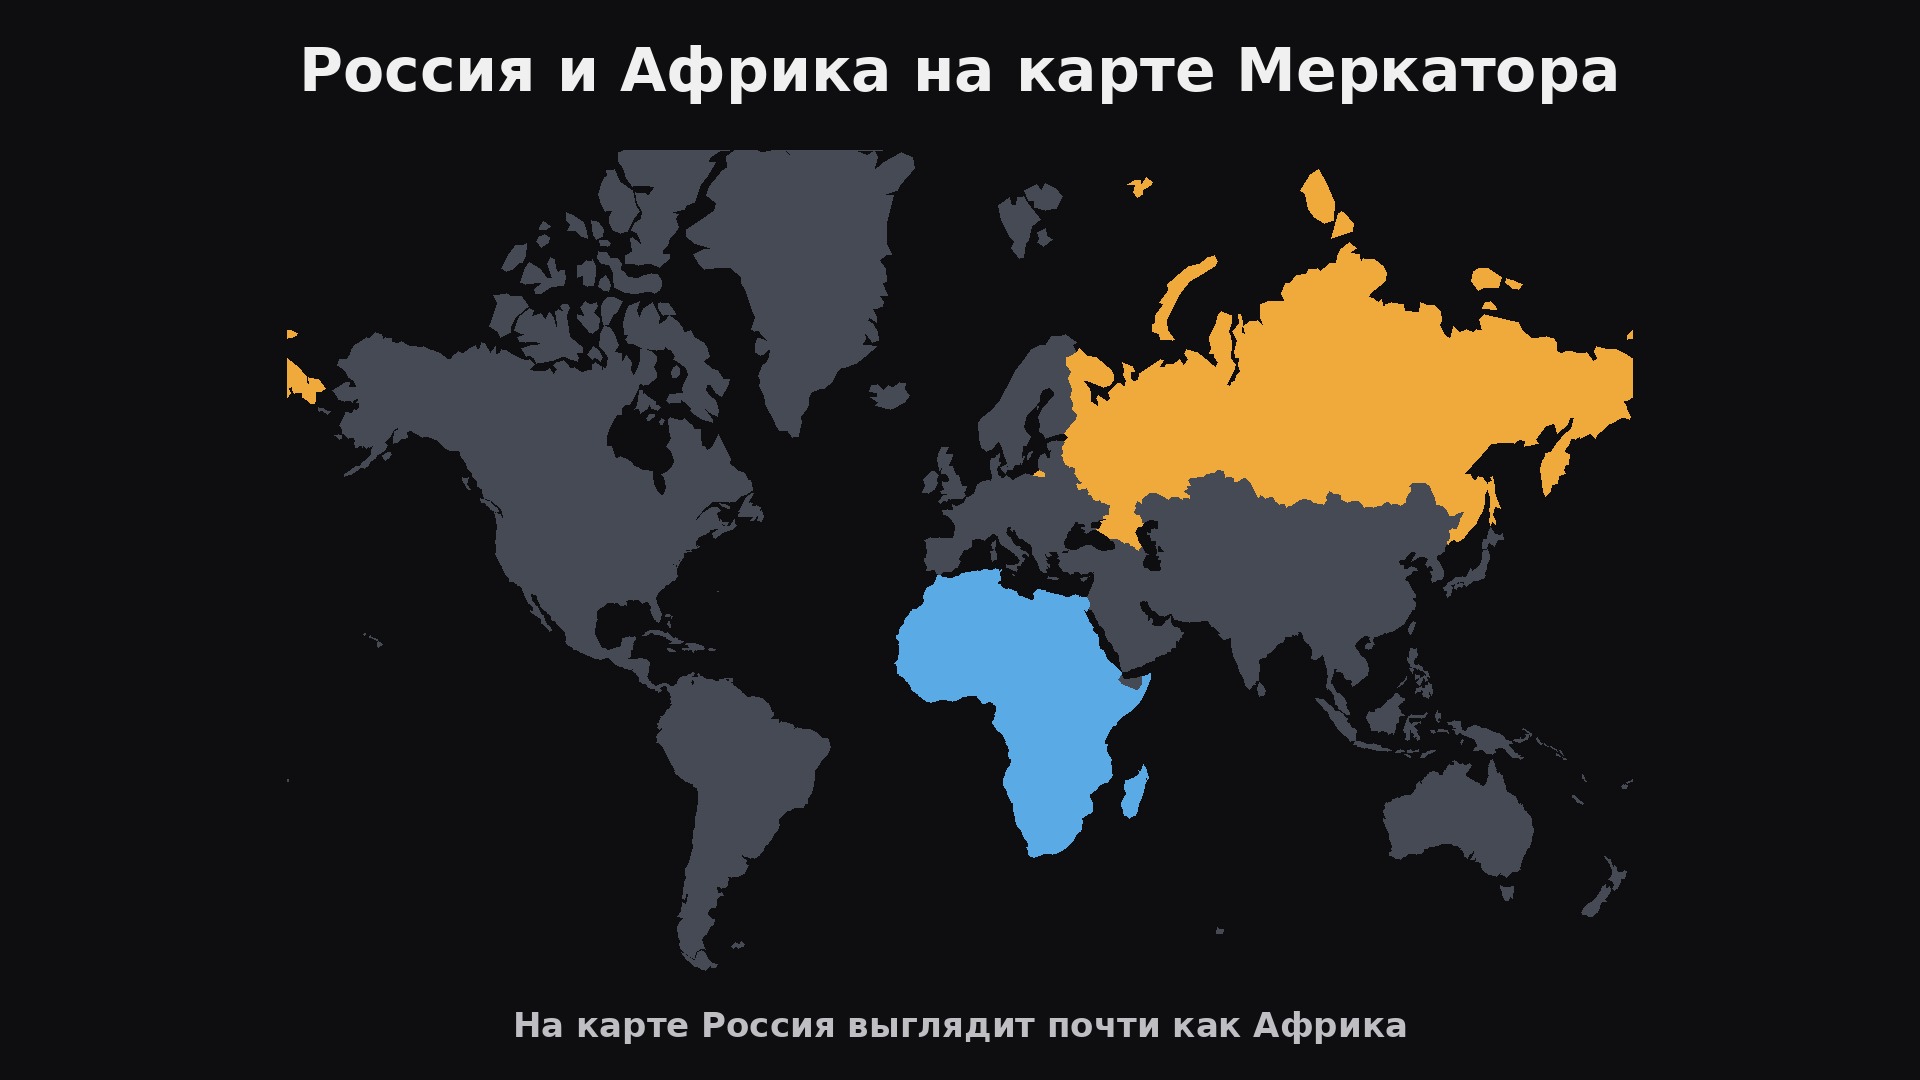 Россия и Африка на карте Меркатора
На карте Россия выглядит почти как Африка